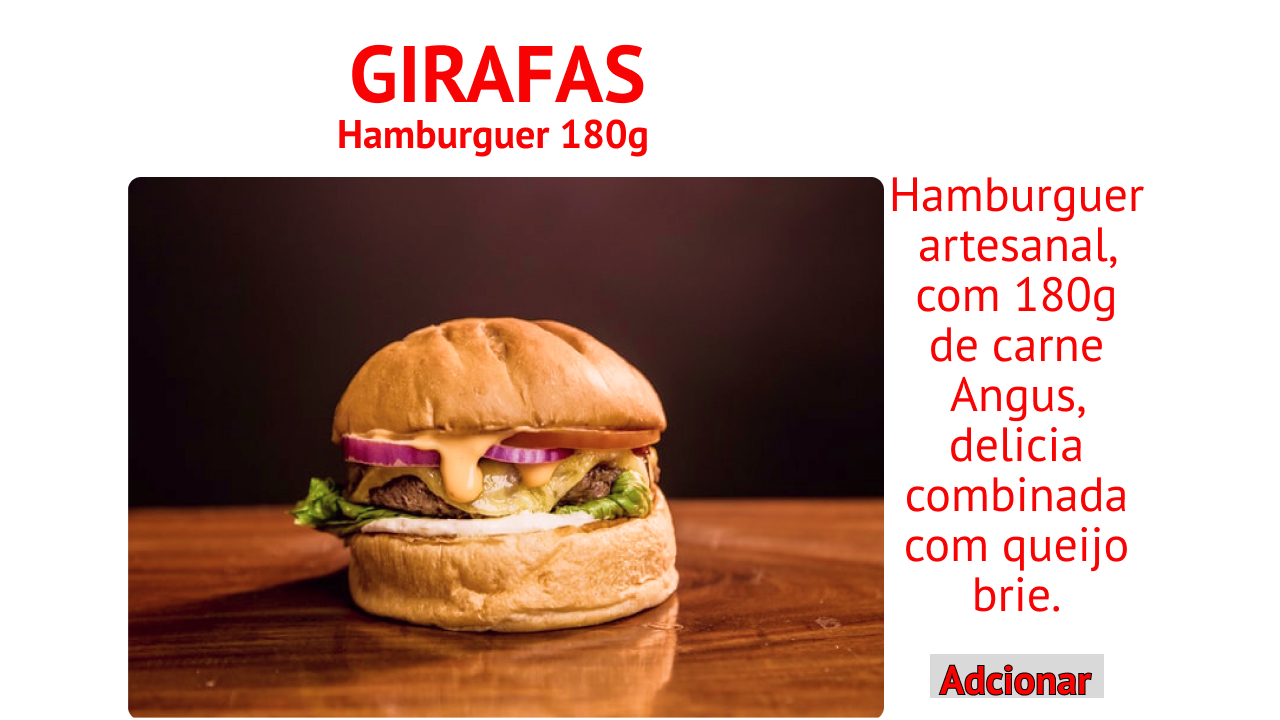 GIRAFAS
Hamburguer 180g
Hamburguer
artesanal,
com 180g
de carne
Angus,
delicia
combinada
com queijo
brie.
Adcionar